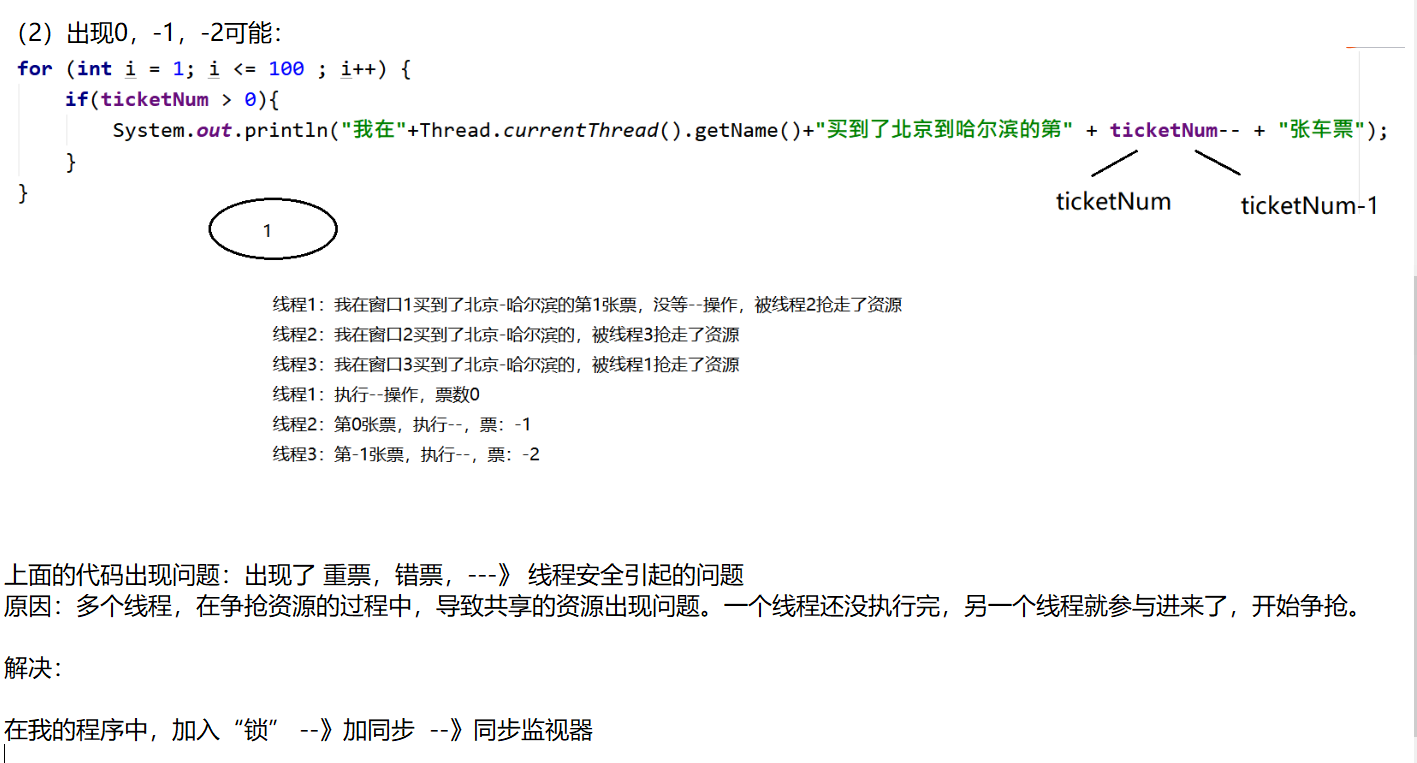 （2）出现0，-1，-2可能：
for (int i = 1; i <= 100 ; i++) {
if(ticketNum > 0){
System.out.println("我在"+Thread.currentThread().getName()+"买到了北京到哈尔滨的第" + ticketNum-- + "张车票");
}
}
ticketNum
ticketNum-1
1
线程1：我在窗口1买到了北京-哈尔滨的第1张票，没等--操作，被线程2抢走了资源
线程2：我在窗口2买到了北京-哈尔滨的，被线程3抢走了资源
线程3：我在窗口3买到了北京-哈尔滨的，被线程1抢走了资源
线程1：执行--操作，票数0
线程2：第0张票，执行--，票：-1
线程3：第-1张票，执行--，票：-2
上面的代码出现问题：出现了 重票，错票，---》 线程安全引起的问题
原因：多个线程，在争抢资源的过程中，导致共享的资源出现问题。一个线程还没执行完，另一个线程就参与进来了，开始争抢。
解决：
在我的程序中，加入“锁” --》加同步 --》同步监视器